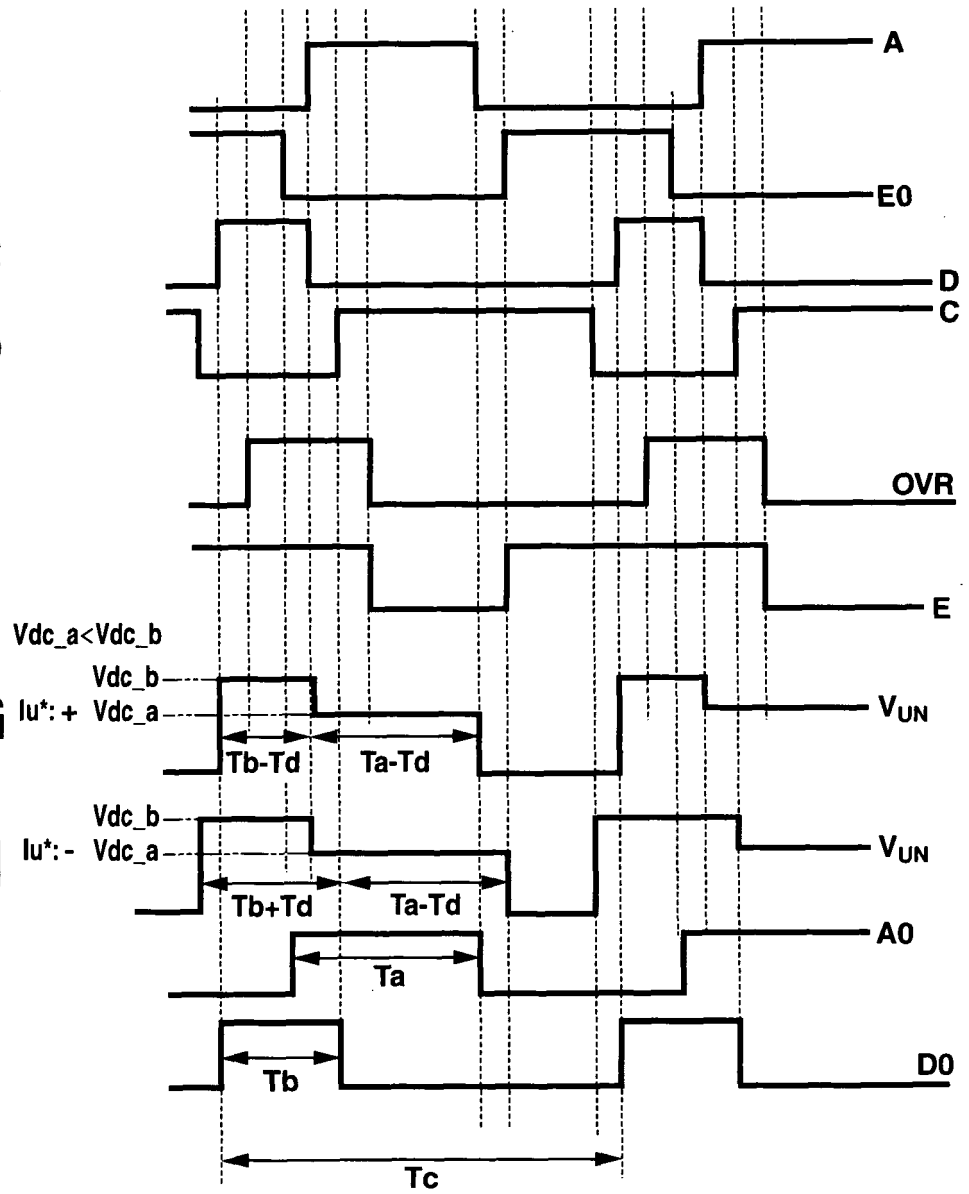 A
E0
D
C
OVR
E
Vdc_a<Vdc_b
Vdc_b
Iu*: + Vdc_a
Tb-Td
Ta-Td
VUN
Vdc_b
Iu*: - Vdc_a
Tb+Td
Ta-Td
VUN
A0
Ta
D0
Tb
Tc